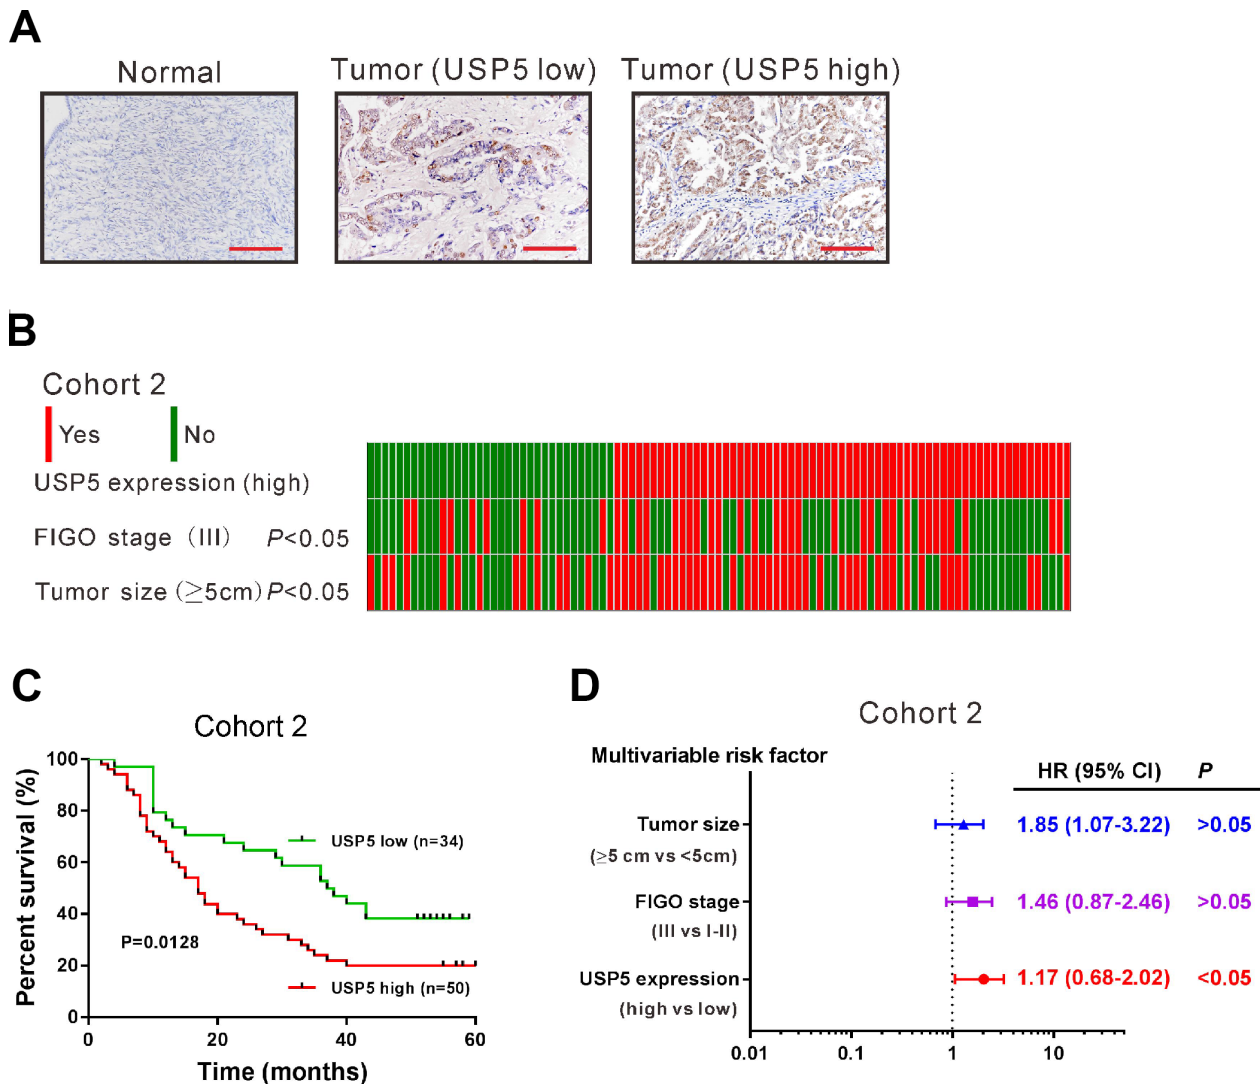 A
Normal
Tumor (USP5 low)
Tumor (USP5 high)
B
Cohort 2
Yes
No
USP5 expression (high)
FIGO stage (III) P<0.05
Tumor size (≥5cm) P<0.05
C
Cohort 2
Percent survival (%)
100
80
60
40
20
0
USP5 low (n=34)
P=0.0128
USP5 high (n=50)
0 20 40 60
Time (months)
D
Cohort 2
Multivariable risk factor
HR (95% CI) P
Tumor size 1.85 (1.07-3.22) >0.05
(≥5 cm vs <5cm)
FIGO stage 1.46 (0.87-2.46) >0.05
(III vs I-II)
USP5 expression 1.17 (0.68-2.02) <0.05
(high vs low)
0.01 0.1 1 10